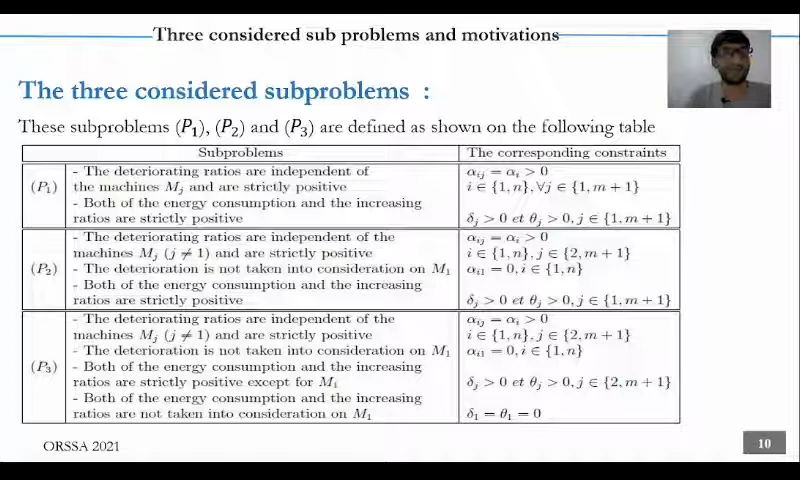 Three considered sub problems and motivations
The three considered subproblems :
These subproblems (P₁), (P₂) and (P₃) are defined as shown on the following table
Subproblems The corresponding constraints
(P₁)
- The deteriorating ratios are independent of αᵢⱼ = αᵢ > 0
the machines Mⱼ and are strictly positive i ∈ {1, n}, ∀j ∈ {1, m + 1}
- Both of the energy consumption and the increasing
ratios are strictly positive δⱼ > 0 et θⱼ > 0, j ∈ {1, m + 1}
(P₂)
- The deteriorating ratios are independent of the αᵢⱼ = αᵢ > 0
machines Mⱼ (j ≠ 1) and are strictly positive i ∈ {1, n}, j ∈ {2, m + 1}
- The deterioration is not taken into consideration on M₁ αᵢ₁ = 0, i ∈ {1, n}
- Both of the energy consumption and the increasing
ratios are strictly positive δⱼ > 0 et θⱼ > 0, j ∈ {1, m + 1}
(P₃)
- The deteriorating ratios are independent of the αᵢⱼ = αᵢ > 0
machines Mⱼ (j ≠ 1) and are strictly positive i ∈ {1, n}, j ∈ {2, m + 1}
- The deterioration is not taken into consideration on M₁ αᵢ₁ = 0, i ∈ {1, n}
- Both of the energy consumption and the increasing
ratios are strictly positive except for M₁ δⱼ > 0 et θⱼ > 0, j ∈ {2, m + 1}
- Both of the energy consumption and the increasing
ratios are not taken into consideration on M₁ δ₁ = θ₁ = 0
ORSSA 2021
10